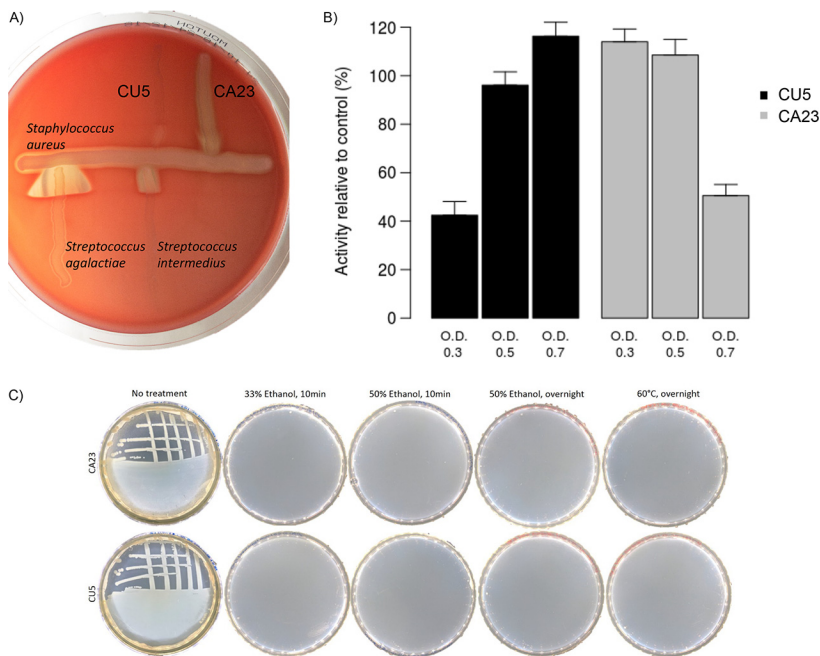 A)
MOUTON
CU5
CA23
Staphylococcus
aureus
Streptococcus
agalactiae
Streptococcus
intermedius
B)
Activity relative to control (%)
120
100
80
60
40
20
0
O.D.
0.3
O.D.
0.5
O.D.
0.7
O.D.
0.3
O.D.
0.5
O.D.
0.7
CU5
CA23
C)
No treatment
33% Ethanol, 10min
50% Ethanol, 10min
50% Ethanol, overnight
60°C, overnight
CA23
CU5